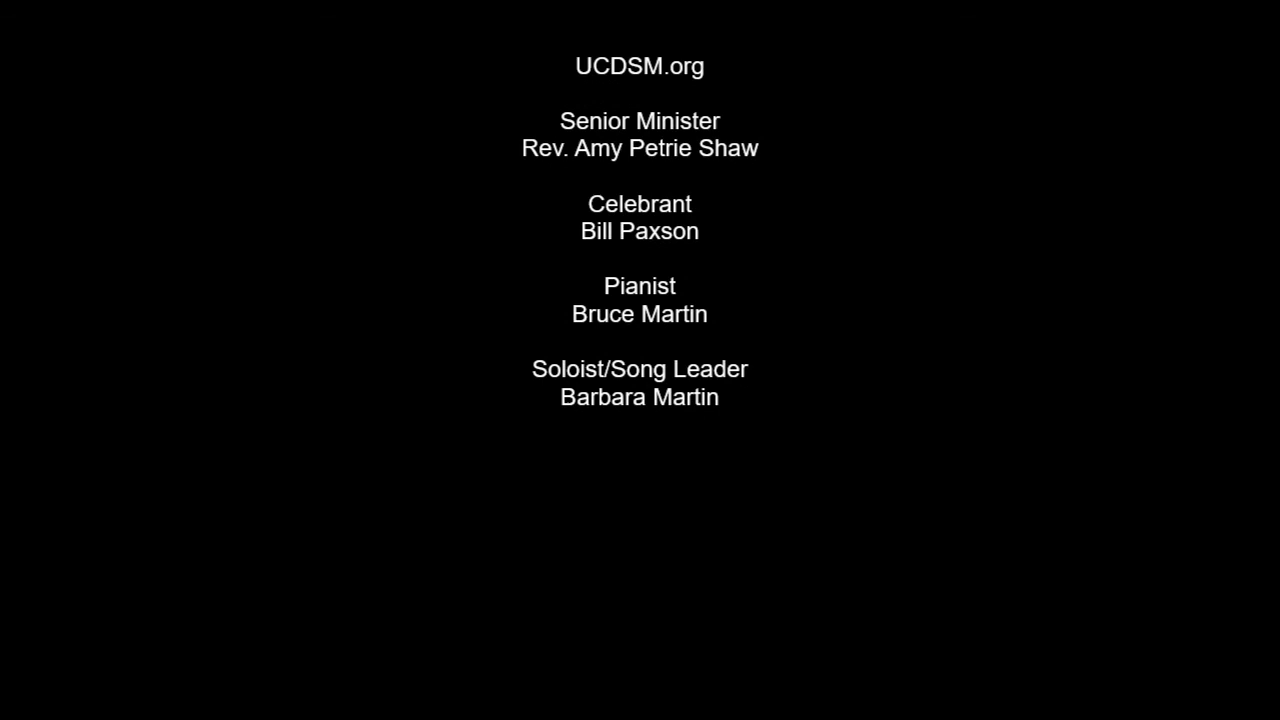 UCDSM.org
Senior Minister
Rev. Amy Petrie Shaw
Celebrant
Bill Paxson
Pianist
Bruce Martin
Soloist/Song Leader
Barbara Martin